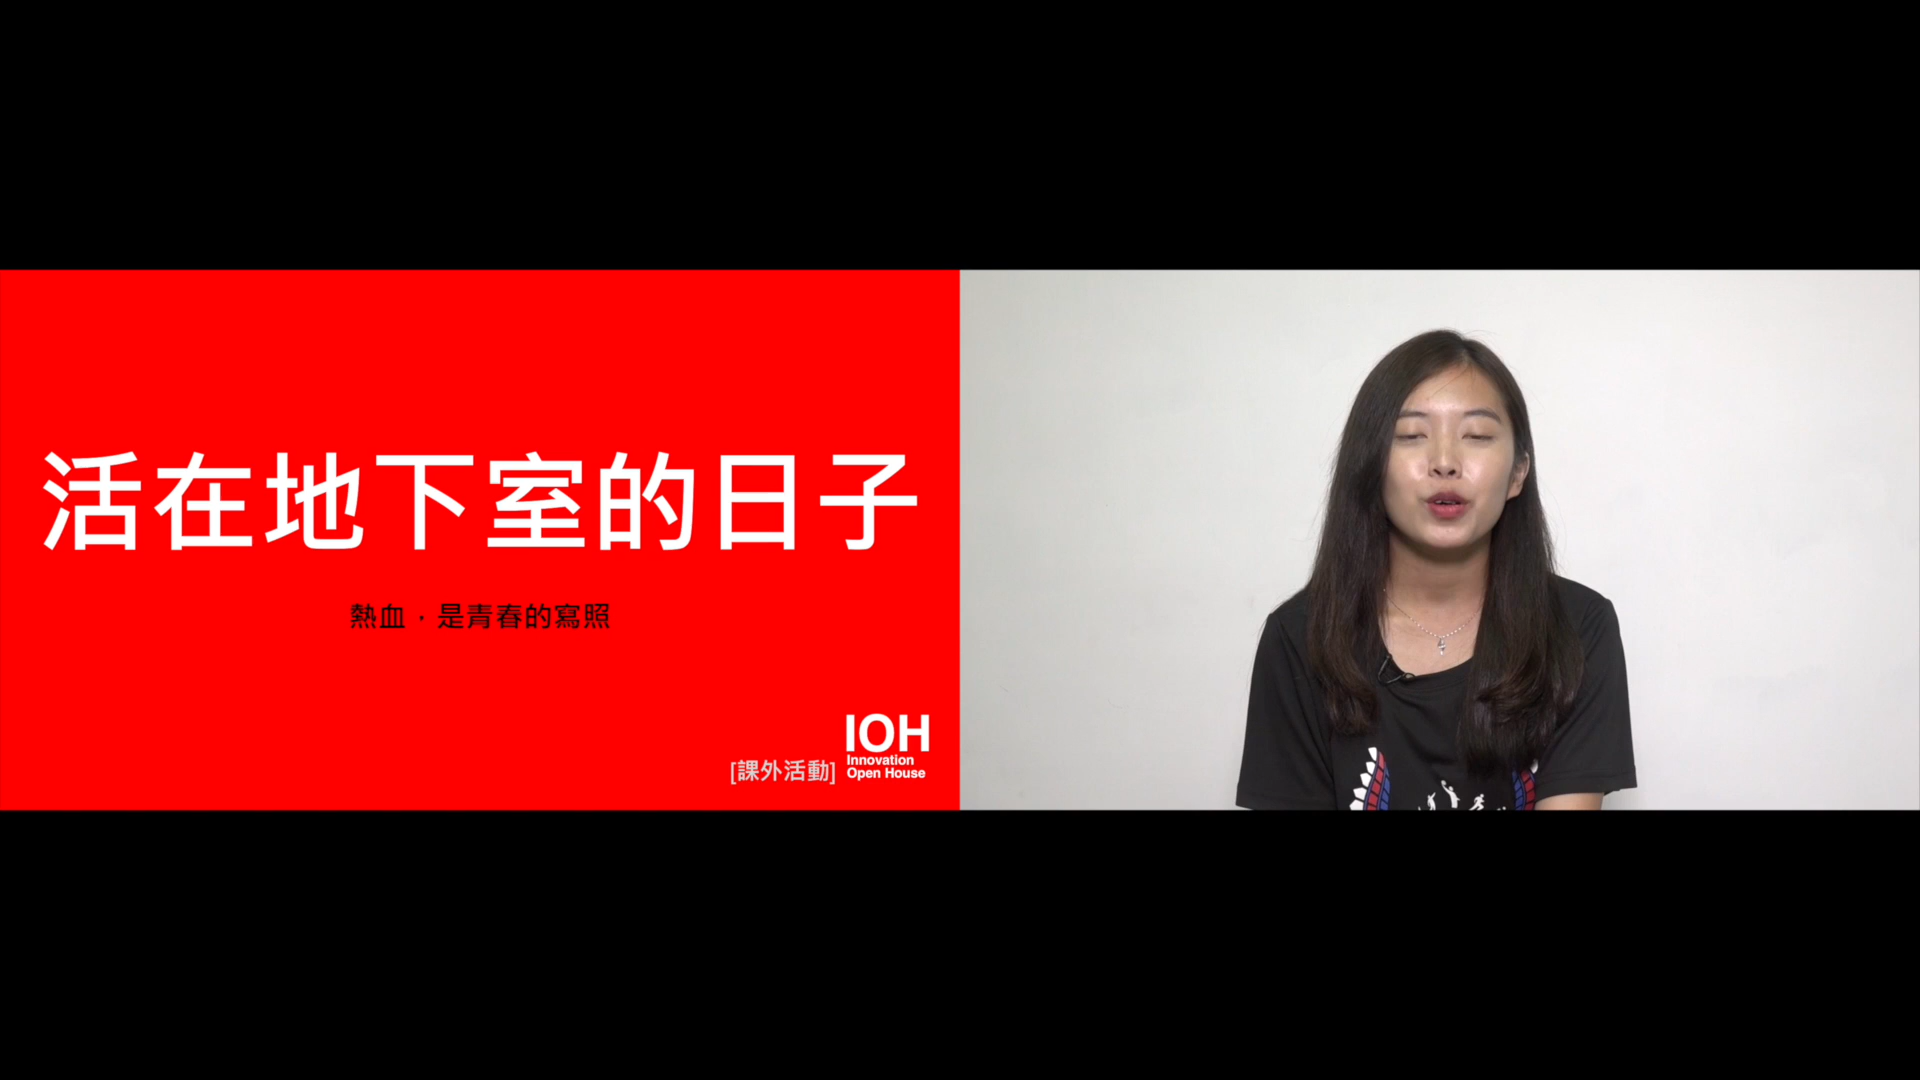 活在地下室的日子
熱血，是青春的寫照
[課外活動]
IOH
Innovation
Open House